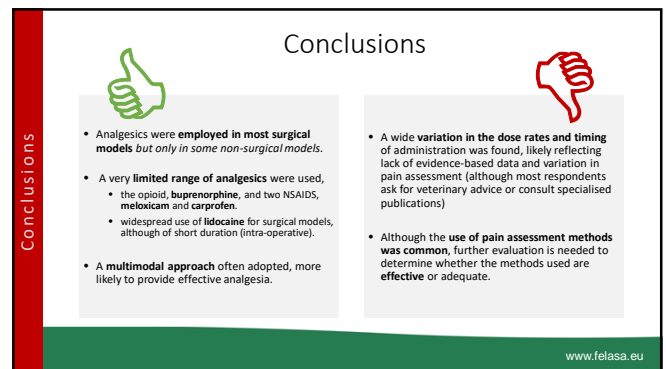 Conclusions
Conclusions
• Analgesics were employed in most surgical
models but only in some non-surgical models.
• A very limited range of analgesics were used,
• the opioid, buprenorphine, and two NSAIDS,
meloxicam and carprofen.
• widespread use of lidocaine for surgical models,
although of short duration (intra-operative).
• A multimodal approach often adopted, more
likely to provide effective analgesia.
• A wide variation in the dose rates and timing
of administration was found, likely reflecting
lack of evidence-based data and variation in
pain assessment (although most respondents
ask for veterinary advice or consult specialised
publications)
• Although the use of pain assessment methods
was common, further evaluation is needed to
determine whether the methods used are
effective or adequate.
www.felasa.eu